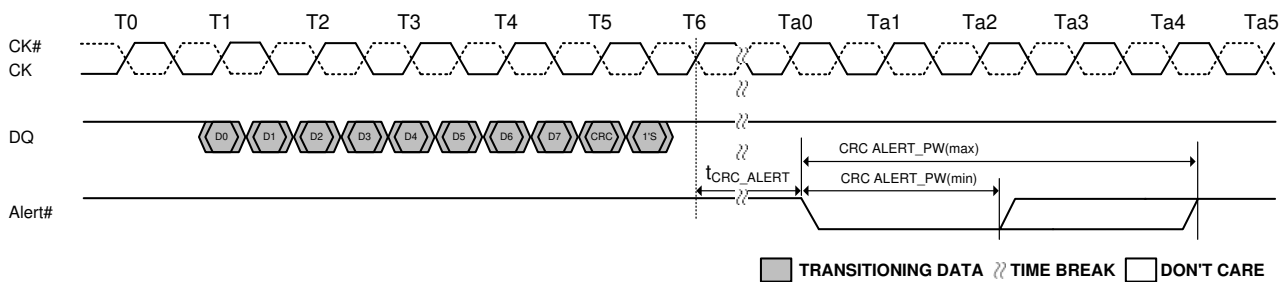 T0 T1 T2 T3 T4 T5 T6 Ta0 Ta1 Ta2 Ta3 Ta4 Ta5
CK#
CK
DQ
D0 D1 D2 D3 D4 D5 D6 D7 CRC 1'S
CRC ALERT_PW(max)
tCRC_ALERT
CRC ALERT_PW(min)
Alert#
TRANSITIONING DATA TIME BREAK DON'T CARE